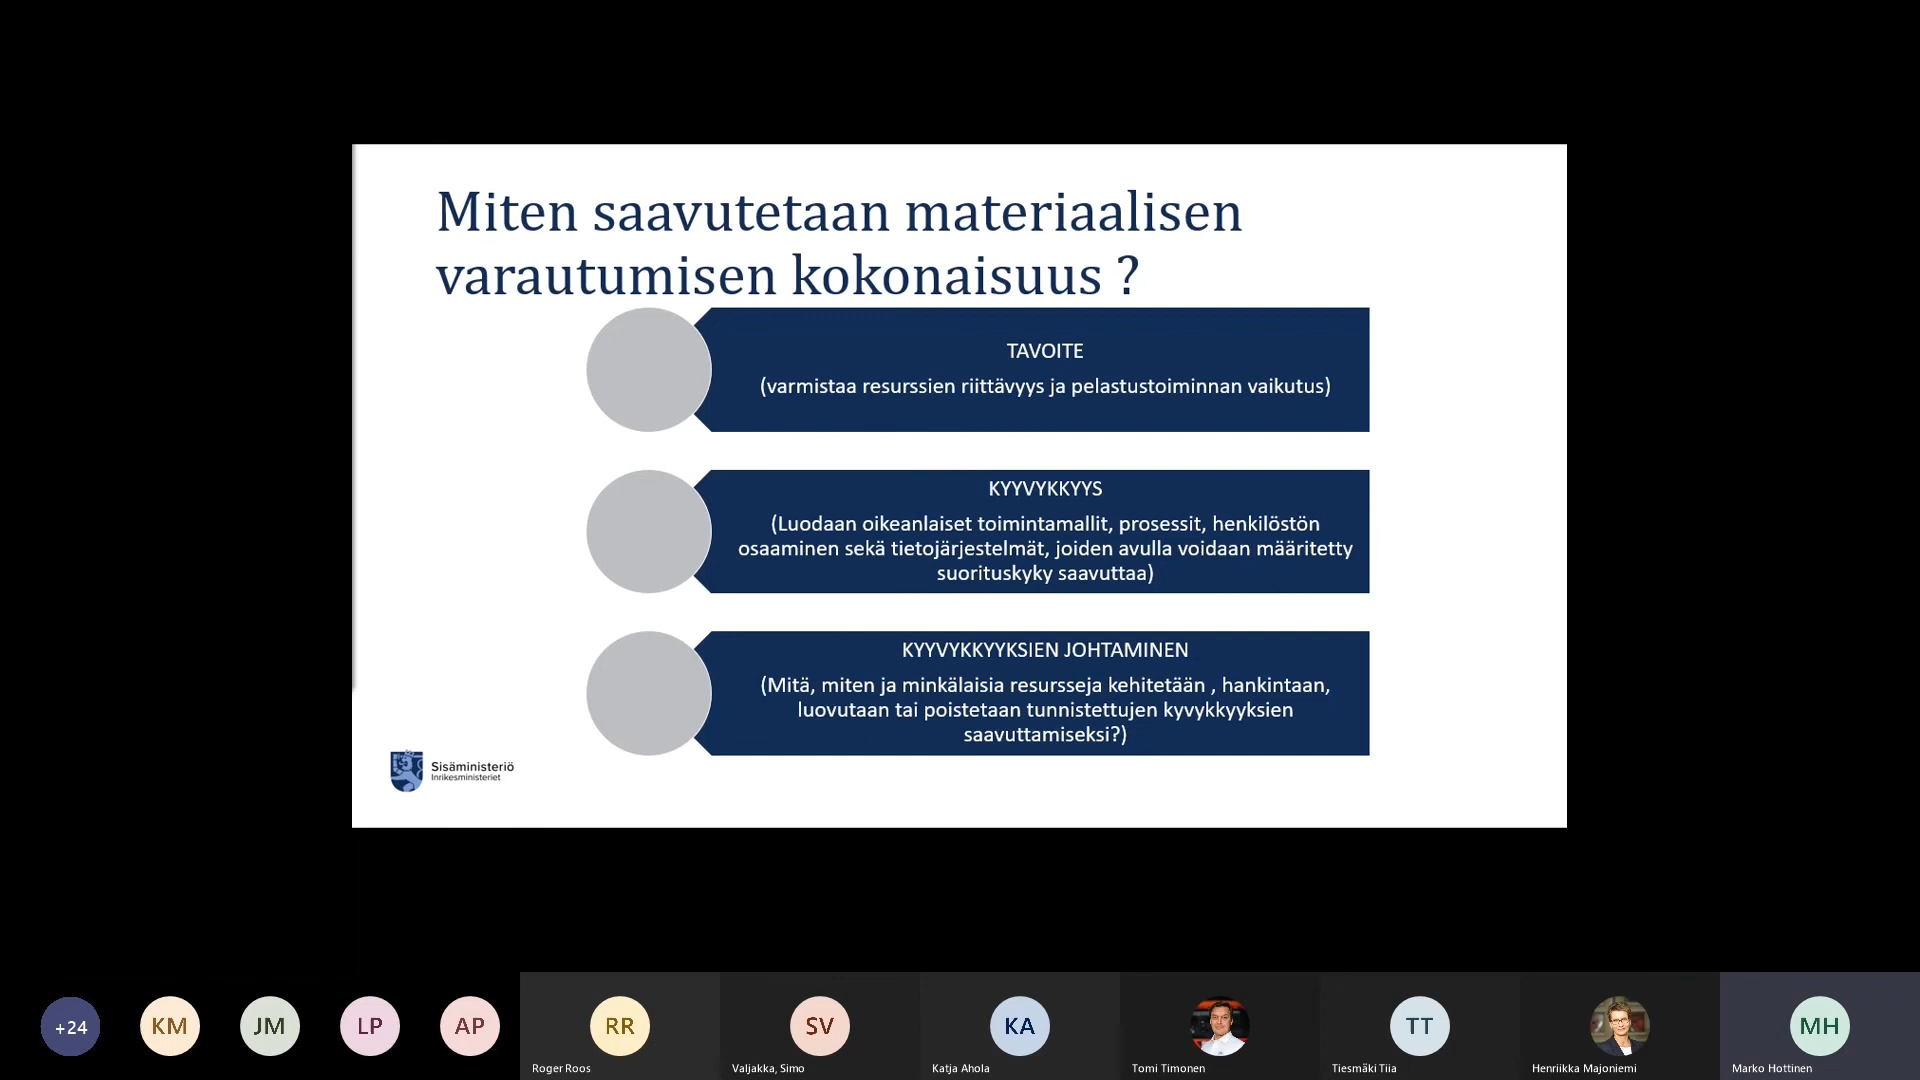 Miten saavutetaan materiaalisen
varautumisen kokonaisuus ?
TAVOITE
(varmistaa resurssien riittävyys ja pelastustoiminnan vaikutus)
KYYVYKKYYS
(Luodaan oikeanlaiset toimintamallit, prosessit, henkilöstön
osaaminen sekä tietojärjestelmät, joiden avulla voidaan määritetty
suorituskyky saavuttaa)
KYYVYKKYYKSIEN JOHTAMINEN
(Mitä, miten ja minkälaisia resursseja kehitetään , hankintaan,
luovutaan tai poistetaan tunnistettujen kyvykkyyksien
saavuttamiseksi?)
Sisäministeriö
Inrikesministeriet
+24
KM
JM
LP
AP
RR
SV
KA
TT
MH
Roger Roos
Valjakka, Simo
Katja Ahola
Tomi Timonen
Tiesmäki Tiia
Henriikka Majoniemi
Marko Hottinen